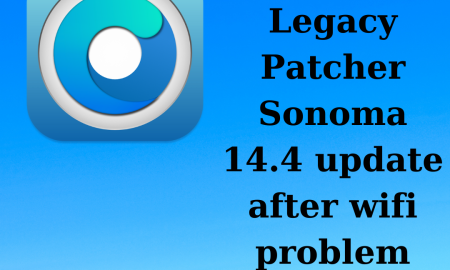 Legacy
Patcher
Sonoma
14.4 update
after wifi
problem